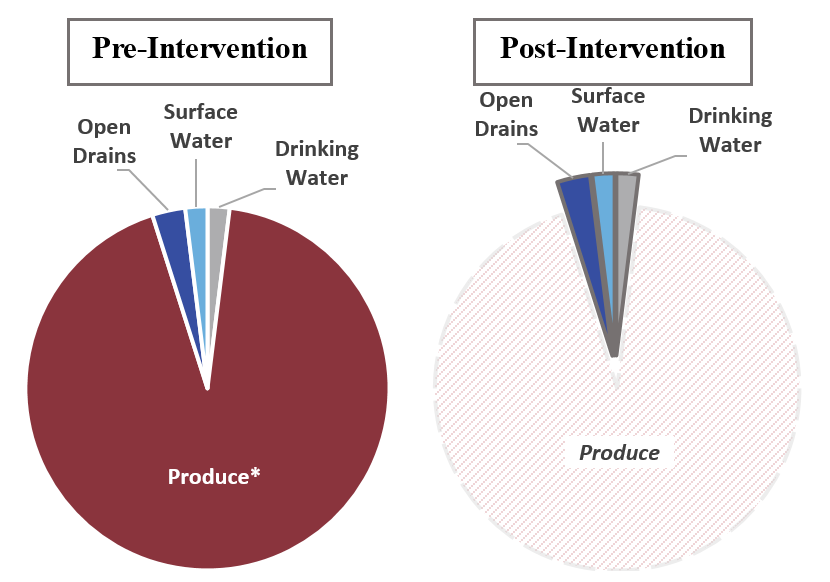 Pre-Intervention
Post-Intervention
Open
Drains
Surface
Water
Drinking
Water
Produce*
Open
Drains
Surface
Water
Drinking
Water
Produce